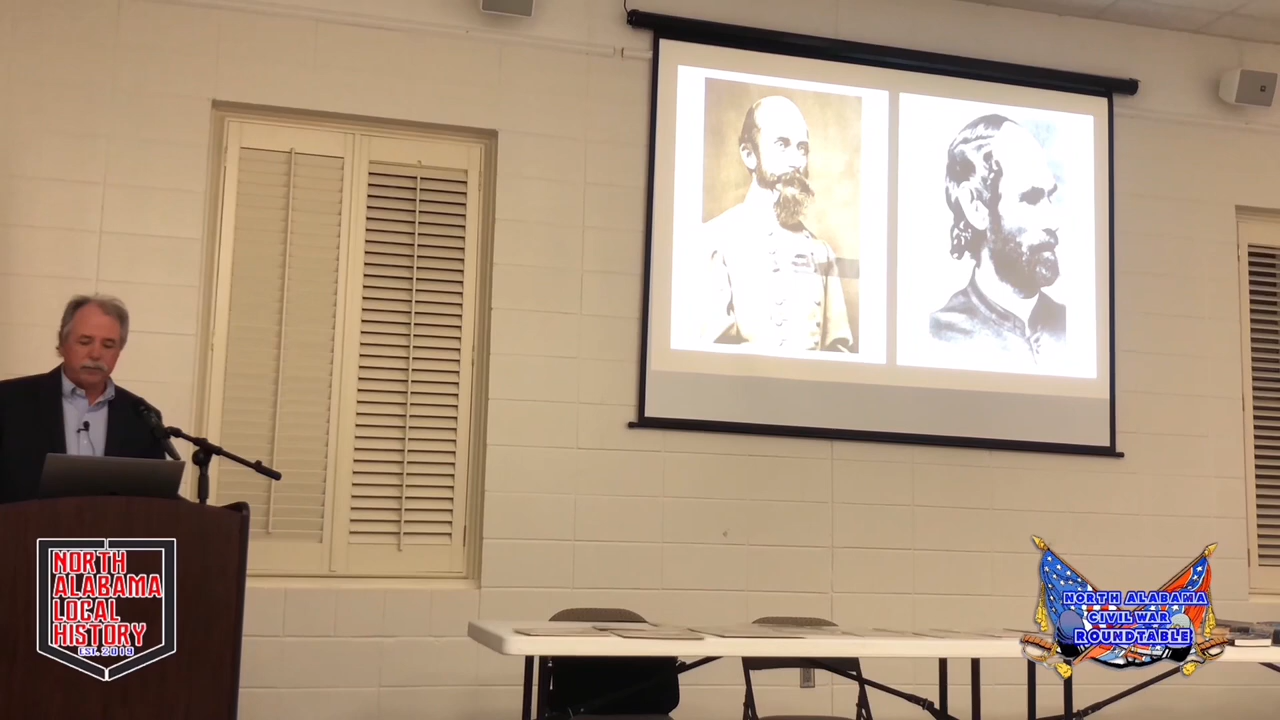 NORTH
ALABAMA
LOCAL
HISTORY
EST. 2019
NORTH ALABAMA
CIVIL WAR
ROUNDTABLE